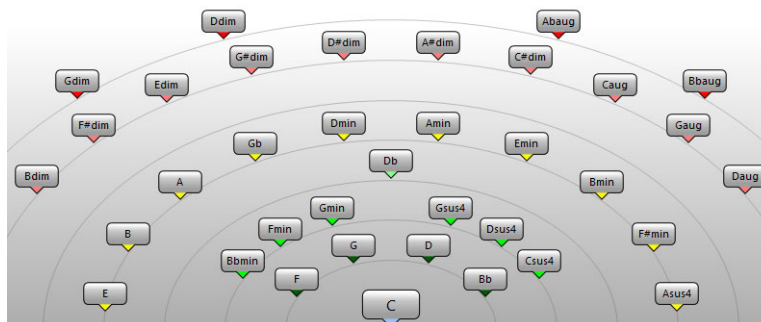 Ddim
Abaug
D#dim
A#dim
G#dim
C#dim
Gdim
Edim
Caug
Bbaug
F#dim
Dmin
Amin
Gaug
Gb
Emin
Bdim
A
Db
Bmin
Daug
Gmin
Gsus4
B
Fmin
Dsus4
F#min
G
D
Bbmin
Csus4
E
F
Bb
Asus4
C